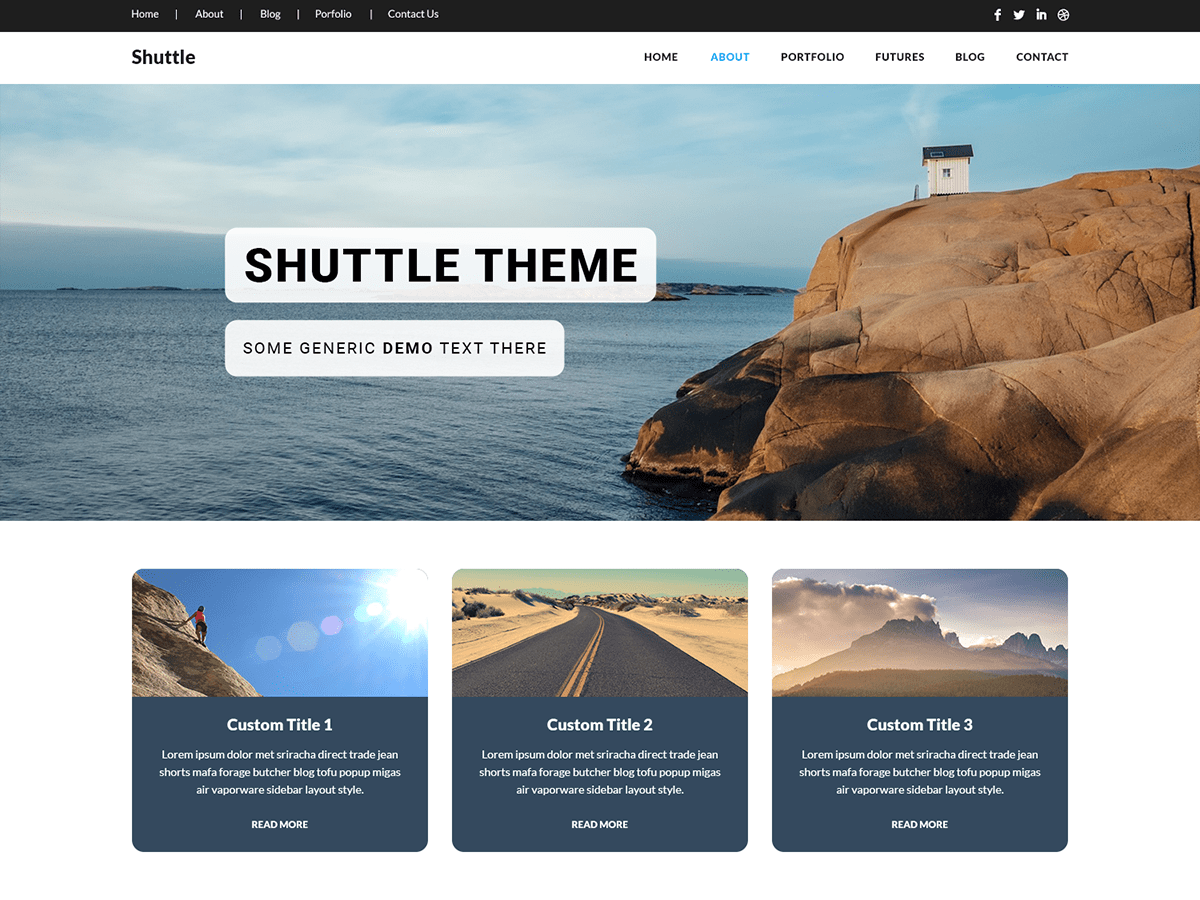 Home | About | Blog | Porfolio | Contact Us
Shuttle
HOME ABOUT PORTFOLIO FUTURES BLOG CONTACT
SHUTTLE THEME
SOME GENERIC DEMO TEXT THERE
Custom Title 1
Lorem ipsum dolor met sriracha direct trade jean
shorts mafa forage butcher blog tofu popup migas
air vaporware sidebar layout style.
READ MORE
Custom Title 2
Lorem ipsum dolor met sriracha direct trade jean
shorts mafa forage butcher blog tofu popup migas
air vaporware sidebar layout style.
READ MORE
Custom Title 3
Lorem ipsum dolor met sriracha direct trade jean
shorts mafa forage butcher blog tofu popup migas
air vaporware sidebar layout style.
READ MORE